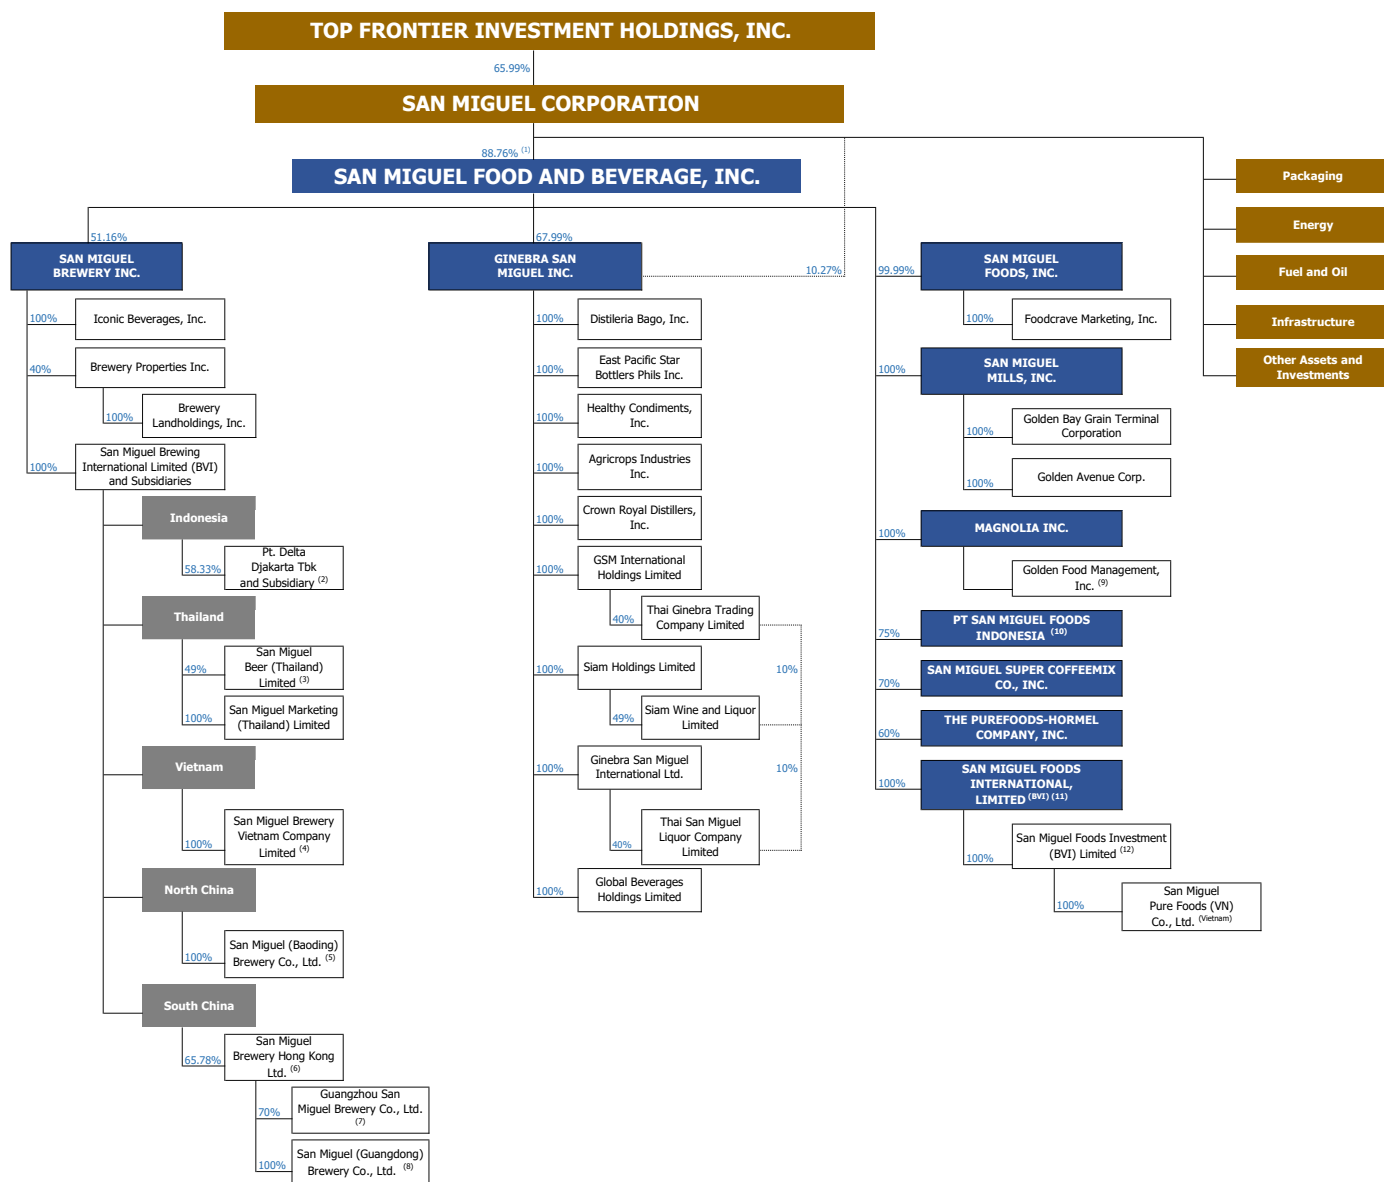 TOP FRONTIER INVESTMENT HOLDINGS, INC.
65.99%
SAN MIGUEL CORPORATION
88.76% (1)
SAN MIGUEL FOOD AND BEVERAGE, INC.
Packaging
Energy
Fuel and Oil
Infrastructure
Other Assets and
Investments
51.16%
SAN MIGUEL
BREWERY INC.
100%
Iconic Beverages, Inc.
40%
Brewery Properties Inc.
100%
Brewery
Landholdings, Inc.
100%
San Miguel Brewing
International Limited (BVI)
and Subsidiaries
Indonesia
58.33%
Pt. Delta
Djakarta Tbk
and Subsidiary (2)
Thailand
49%
San Miguel
Beer (Thailand)
Limited (3)
100%
San Miguel Marketing
(Thailand) Limited
Vietnam
100%
San Miguel Brewery
Vietnam Company
Limited (4)
North China
100%
San Miguel (Baoding)
Brewery Co., Ltd. (5)
South China
65.78%
San Miguel
Brewery Hong Kong
Ltd. (6)
70%
Guangzhou San
Miguel Brewery Co., Ltd.
(7)
100%
San Miguel (Guangdong)
Brewery Co., Ltd. (8)
67.99%
GINEBRA SAN
MIGUEL INC.
10.27%
100%
Distileria Bago, Inc.
100%
East Pacific Star
Bottlers Phils Inc.
100%
Healthy Condiments,
Inc.
100%
Agricrops Industries
Inc.
100%
Crown Royal Distillers,
Inc.
100%
GSM International
Holdings Limited
40%
Thai Ginebra Trading
Company Limited
100%
Siam Holdings Limited
10%
49%
Siam Wine and Liquor
Limited
100%
Ginebra San Miguel
International Ltd.
10%
40%
Thai San Miguel
Liquor Company
Limited
100%
Global Beverages
Holdings Limited
99.99%
SAN MIGUEL
FOODS, INC.
100%
Foodcrave Marketing, Inc.
100%
SAN MIGUEL
MILLS, INC.
100%
Golden Bay Grain Terminal
Corporation
100%
Golden Avenue Corp.
100%
MAGNOLIA INC.
100%
Golden Food Management,
Inc. (9)
75%
PT SAN MIGUEL FOODS
INDONESIA (10)
70%
SAN MIGUEL SUPER COFFEEMIX
CO., INC.
60%
THE PUREFOODS-HORMEL
COMPANY, INC.
100%
SAN MIGUEL FOODS
INTERNATIONAL,
LIMITED (BVI) (11)
100%
San Miguel Foods Investment
(BVI) Limited (12)
100%
San Miguel
Pure Foods (VN)
Co., Ltd. (Vietnam)